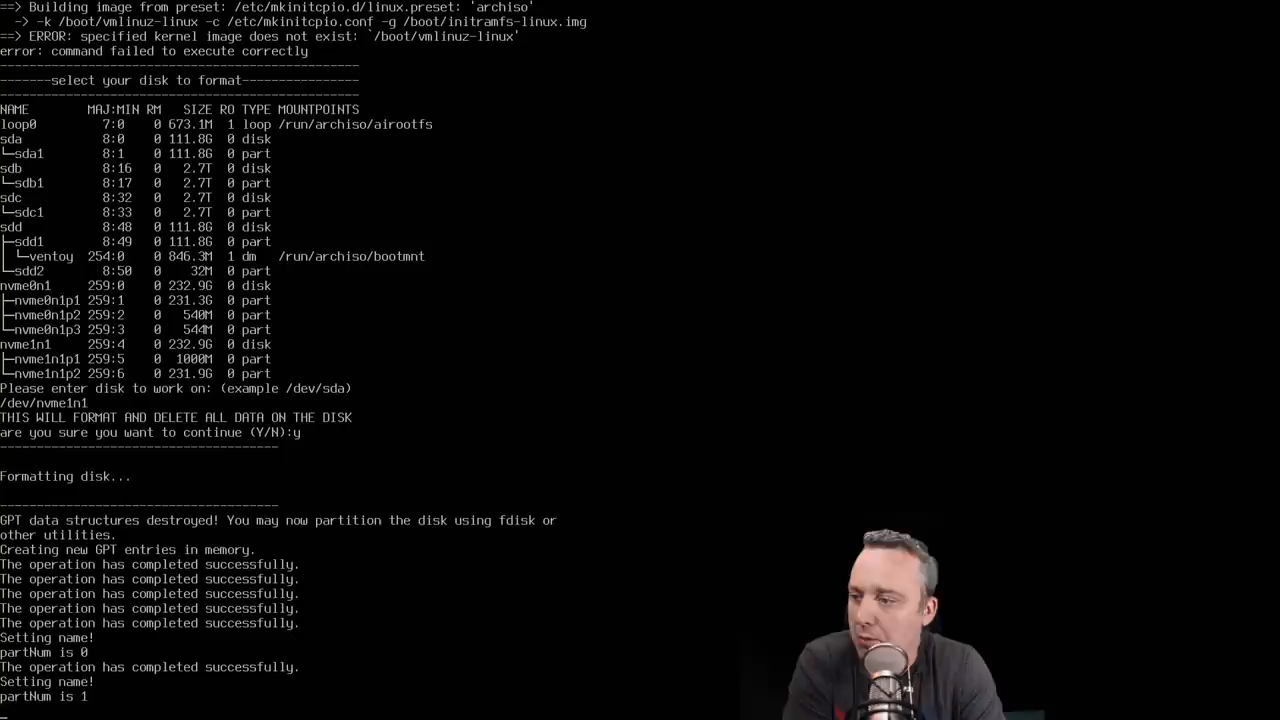 ==> Building image from preset: /etc/mkinitcpio.d/linux.preset: 'archiso'
  -> -k /boot/vmlinuz-linux -c /etc/mkinitcpio.conf -g /boot/initramfs-linux.img
==> ERROR: specified kernel image does not exist: `/boot/vmlinuz-linux'
error: command failed to execute correctly
-------------------------------------------------
-------select your disk to format----------------
-------------------------------------------------
NAME        MAJ:MIN RM   SIZE RO TYPE MOUNTPOINTS
loop0         7:0    0 673.1M  1 loop /run/archiso/airootfs
sda           8:0    0 111.8G  0 disk
└─sda1        8:1    0 111.8G  0 part
sdb           8:16   0   2.7T  0 disk
└─sdb1        8:17   0   2.7T  0 part
sdc           8:32   0   2.7T  0 disk
└─sdc1        8:33   0   2.7T  0 part
sdd           8:48   0 111.8G  0 disk
├─sdd1        8:49   0 111.8G  0 part
│ └─ventoy  254:0    0 846.3M  1 dm   /run/archiso/bootmnt
└─sdd2        8:50   0    32M  0 part
nvme0n1     259:0    0 232.9G  0 disk
├─nvme0n1p1 259:1    0 231.3G  0 part
├─nvme0n1p2 259:2    0   540M  0 part
└─nvme0n1p3 259:3    0   544M  0 part
nvme1n1     259:4    0 232.9G  0 disk
├─nvme1n1p1 259:5    0  1000M  0 part
└─nvme1n1p2 259:6    0 231.9G  0 part
Please enter disk to work on: (example /dev/sda)
/dev/nvme1n1
THIS WILL FORMAT AND DELETE ALL DATA ON THE DISK
are you sure you want to continue (Y/N):y
--------------------------------------
Formatting disk...
--------------------------------------
GPT data structures destroyed! You may now partition the disk using fdisk or
other utilities.
Creating new GPT entries in memory.
The operation has completed successfully.
The operation has completed successfully.
The operation has completed successfully.
The operation has completed successfully.
The operation has completed successfully.
Setting name!
partNum is 0
The operation has completed successfully.
Setting name!
partNum is 1